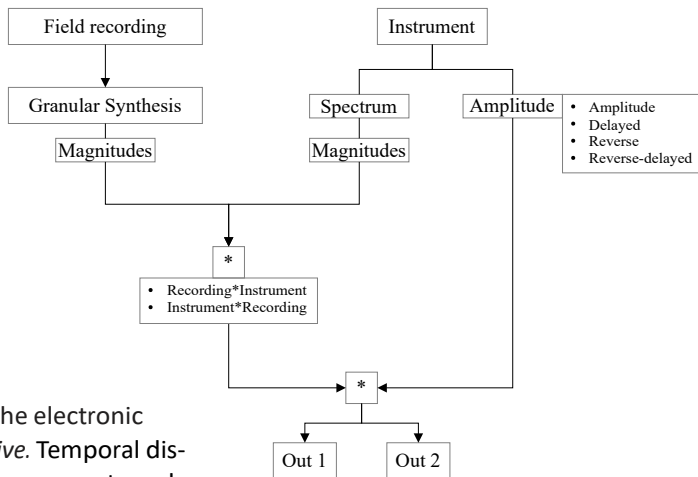 Field recording
Instrument
Granular Synthesis
Spectrum
Amplitude
• Amplitude
• Delayed
• Reverse
• Reverse-delayed
Magnitudes
Magnitudes
*
• Recording*Instrument
• Instrument*Recording
*
he electronic
ive. Temporal dis-
Out 1
Out 2